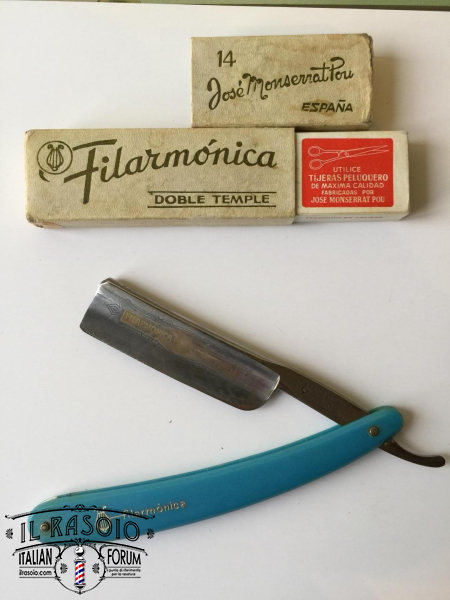 14
José Monserrat Pou
ESPAÑA
Filarmónica
DOBLE TEMPLE
UTILICE
TIJERAS PELUQUERO
DE MAXIMA CALIDAD
FABRICADAS POR
JOSE MONSERRAT POU
Filarmónica
IL RASOIO
ITALIAN FORUM
ilrasoio.com